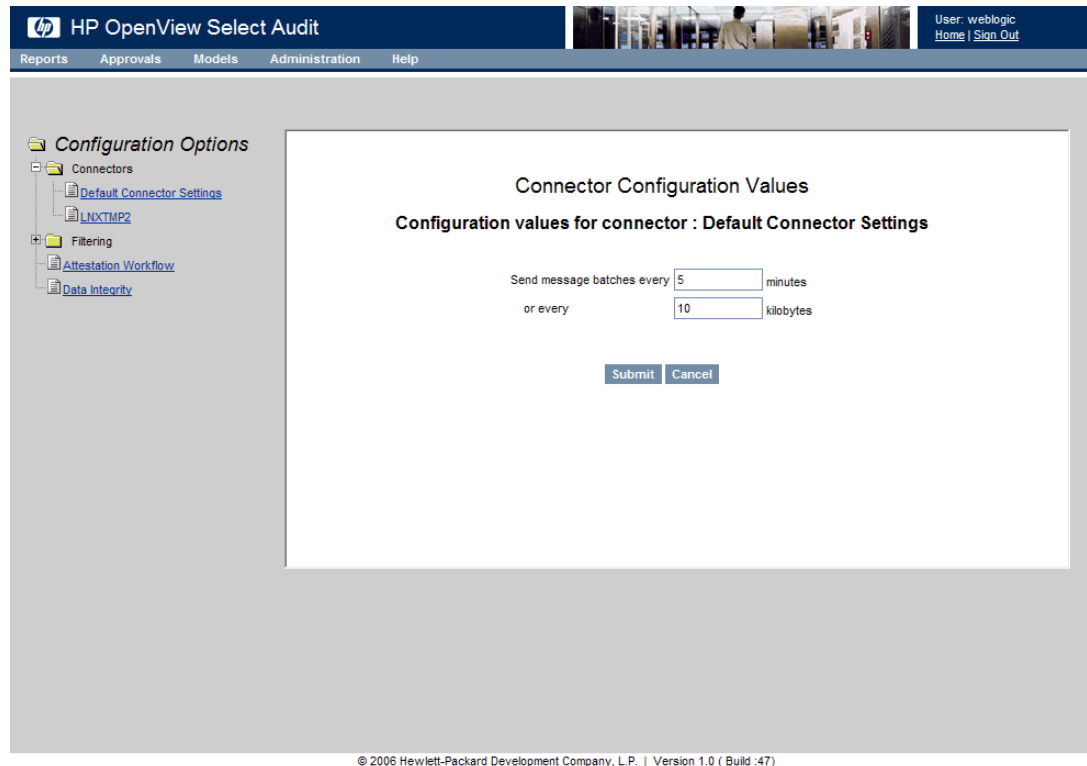 hp HP OpenView Select Audit
User: weblogic
Home | Sign Out
Reports Approvals Models Administration Help
Configuration Options
Connectors
Default Connector Settings
LNXTMP2
Filtering
Attestation Workflow
Data Integrity
Connector Configuration Values
Configuration values for connector : Default Connector Settings
Send message batches every 5 minutes
or every 10 kilobytes
Submit Cancel
© 2006 Hewlett-Packard Development Company, L.P. | Version 1.0 ( Build :47)